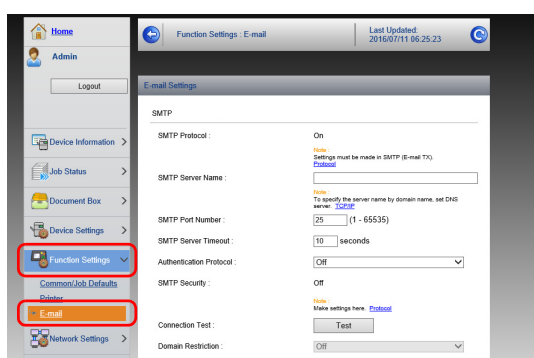 Home
Admin
Logout
Device Information
Job Status
Document Box
Device Settings
Function Settings
Common/Job Defaults
Printer
E-mail
Network Settings
Function Settings : E-mail
Last Updated:
2016/07/11 06:25:23
E-mail Settings
SMTP
SMTP Protocol :
On
Note :
Settings must be made in SMTP (E-mail TX).
Protocol
SMTP Server Name :
Note :
To specify the server name by domain name, set DNS
server. TCP/IP
SMTP Port Number :
25 (1 - 65535)
SMTP Server Timeout :
10 seconds
Authentication Protocol :
Off
SMTP Security :
Off
Note :
Make settings here. Protocol
Connection Test :
Test
Domain Restriction :
Off